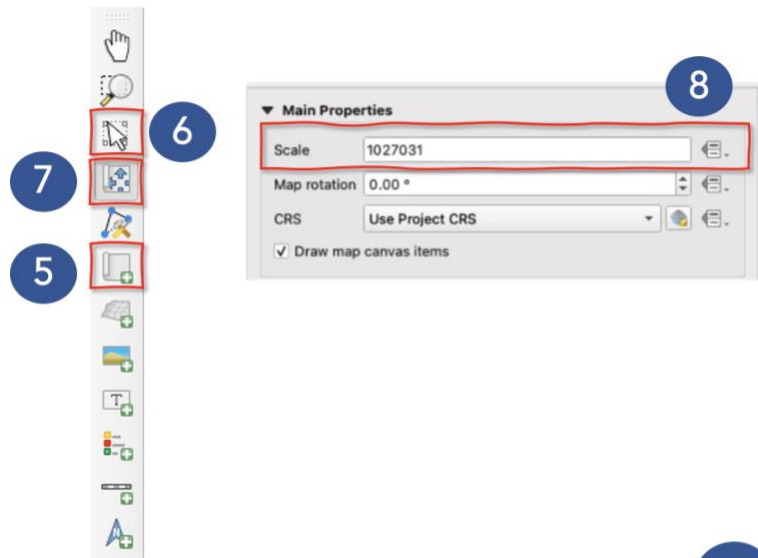 8
Main Properties
6
Scale 1027031
7
Map rotation 0.00 °
CRS Use Project CRS
Draw map canvas items
5
T
N